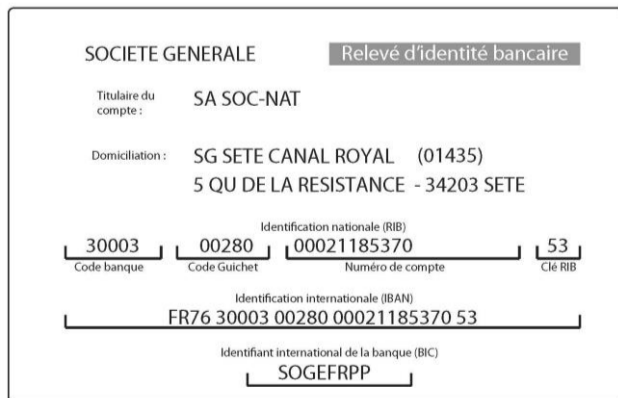 SOCIETE GENERALE Relevé d'identité bancaire
Titulaire du compte : SA SOC-NAT
Domiciliation : SG SETE CANAL ROYAL (01435)
5 QU DE LA RESISTANCE - 34203 SETE
Identification nationale (RIB)
30003 00280 00021185370 53
Code banque Code Guichet Numéro de compte Clé RIB
Identification internationale (IBAN)
FR76 30003 00280 00021185370 53
Identifiant international de la banque (BIC)
SOGEFRPP